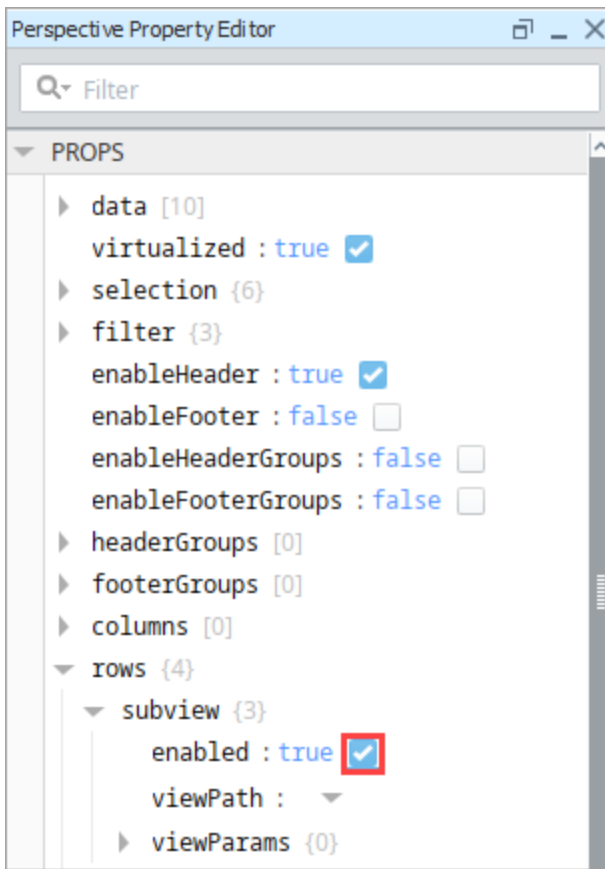 Perspective Property Editor
Filter
PROPS
data [10]
virtualized : true
selection {6}
filter {3}
enableHeader : true
enableFooter : false
enableHeaderGroups : false
enableFooterGroups : false
headerGroups [0]
footerGroups [0]
columns [0]
rows {4}
subview {3}
enabled : true
viewPath :
viewParams {0}